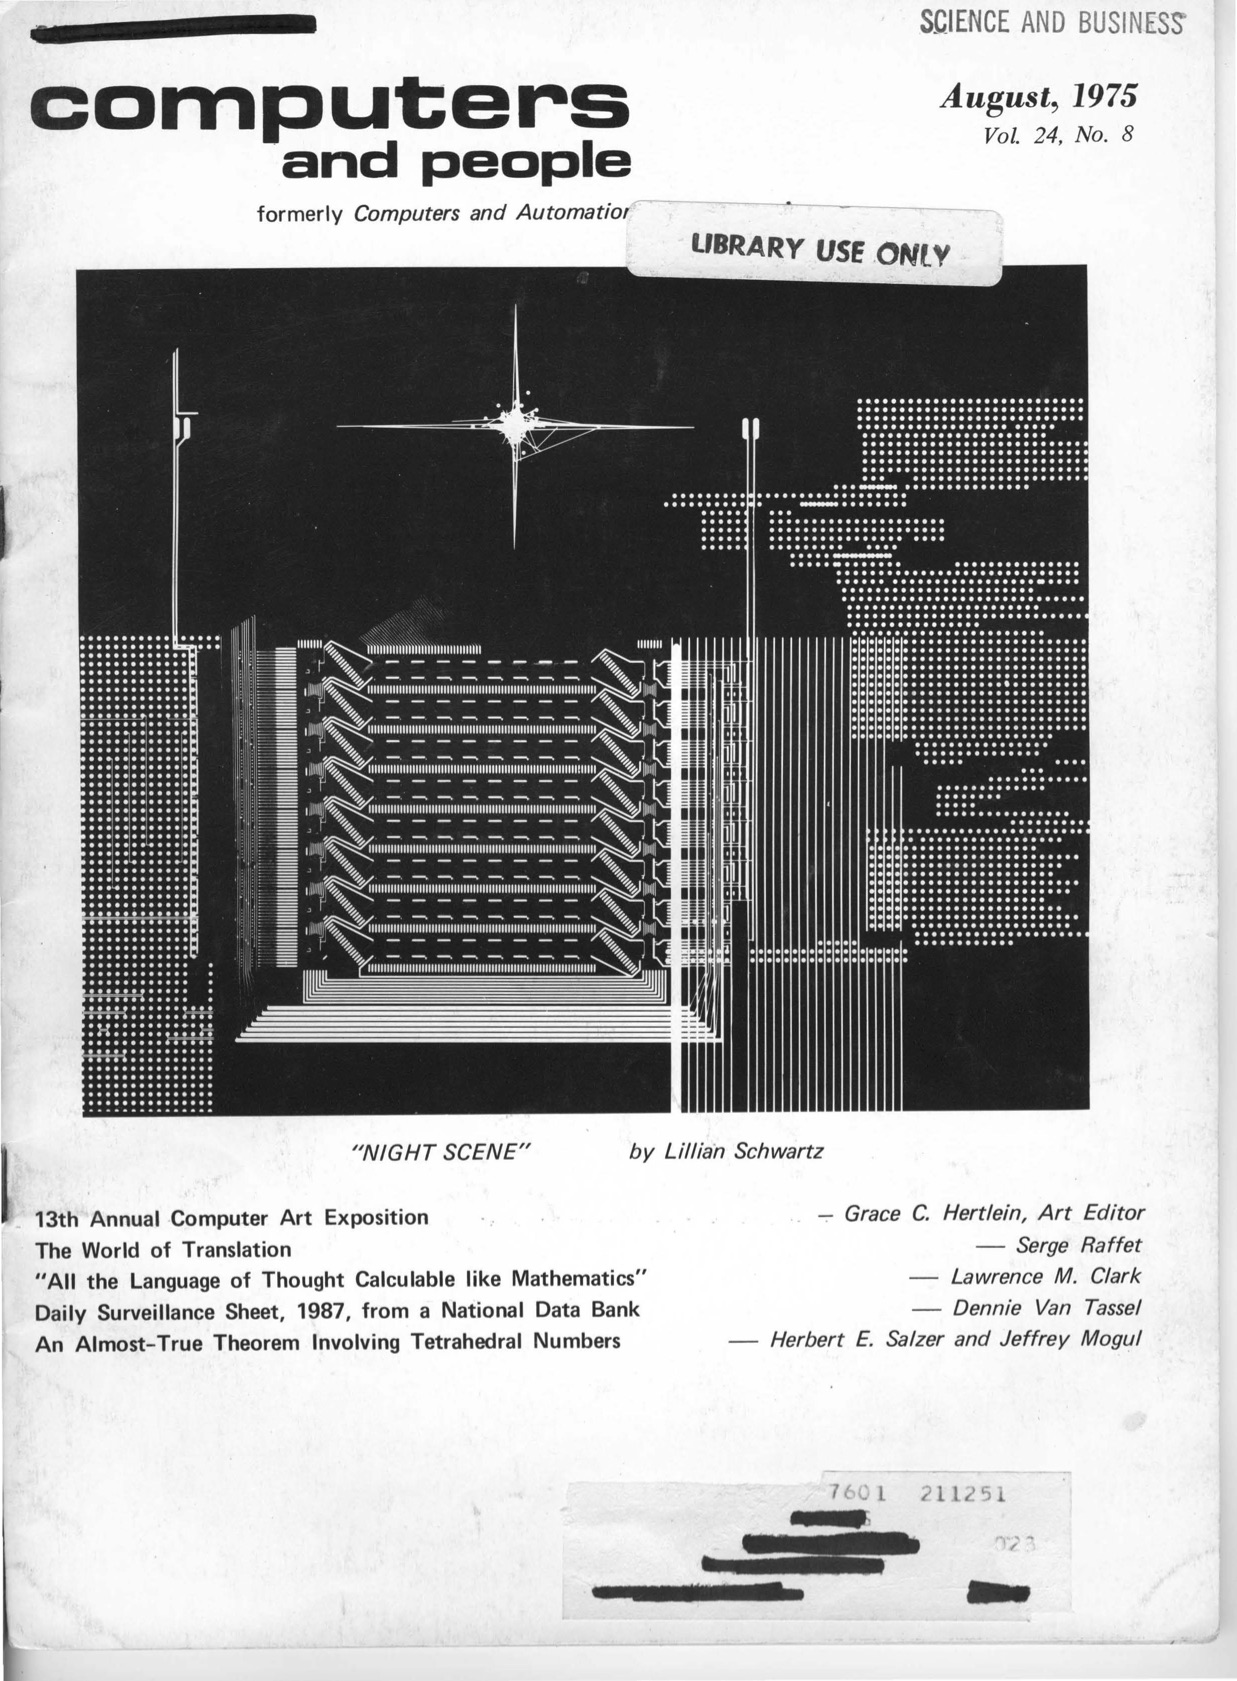 SCIENCE AND BUSINESS
computers
and people
August, 1975
Vol. 24, No. 8
formerly Computers and Automation
LIBRARY USE ONLY
"NIGHT SCENE" by Lillian Schwartz
13th Annual Computer Art Exposition — Grace C. Hertlein, Art Editor
The World of Translation — Serge Raffet
"All the Language of Thought Calculable like Mathematics" — Lawrence M. Clark
Daily Surveillance Sheet, 1987, from a National Data Bank — Dennie Van Tassel
An Almost-True Theorem Involving Tetrahedral Numbers — Herbert E. Salzer and Jeffrey Mogul
7601 211251
023